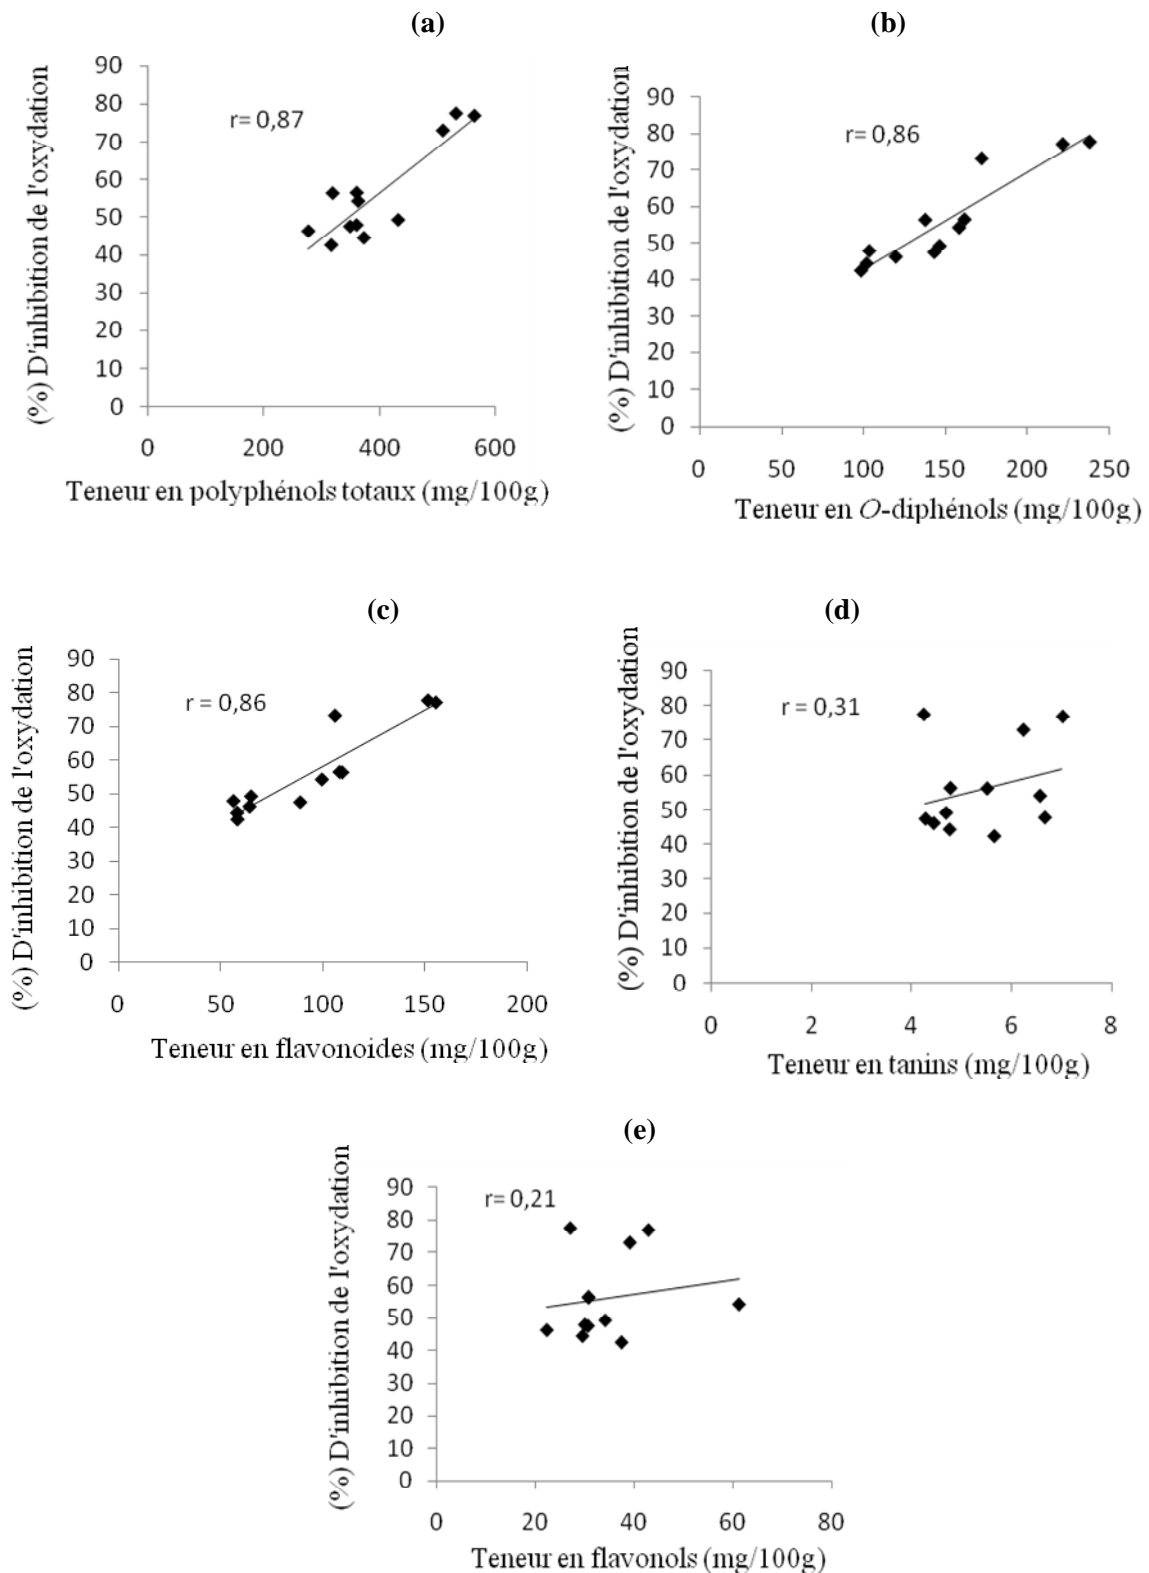 (a)
(%) D'inhibition de l'oxydation
90
80
70
60
50
40
30
20
10
0
r= 0,87
0 200 400 600
Teneur en polyphénols totaux (mg/100g)
(b)
(%) D'inhibition de l'oxydation
90
80
70
60
50
40
30
20
10
0
r= 0,86
0 50 100 150 200 250
Teneur en O-diphénols (mg/100g)
(c)
(%) D'inhibition de l'oxydation
90
80
70
60
50
40
30
20
10
0
r = 0,86
0 50 100 150 200
Teneur en flavonoides (mg/100g)
(d)
(%) D'inhibition de l'oxydation
90
80
70
60
50
40
30
20
10
0
r = 0,31
0 2 4 6 8
Teneur en tanins (mg/100g)
(e)
(%) D'inhibition de l'oxydation
90
80
70
60
50
40
30
20
10
0
r= 0,21
0 20 40 60 80
Teneur en flavonols (mg/100g)